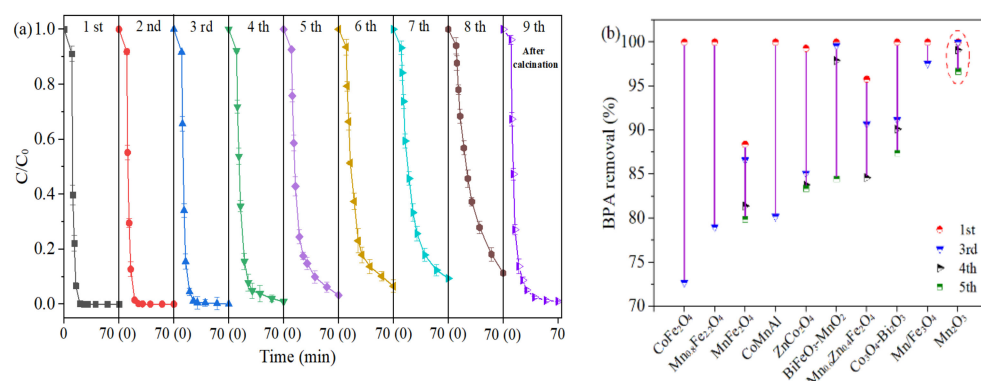 (a)
1 st 2 nd 3 rd 4 th 5 th 6 th 7 th 8 th 9 th
After
calcination
C/C₀
1.0
0.8
0.6
0.4
0.2
0.0
0 70 (0) 70 (0) 70 (0) 70 (0) 70 (0) 70 (0) 70 (0) 70 (0) 70
Time (min)
(b)
BPA removal (%)
100
95
90
85
80
75
70
1st
3rd
4th
5th
CoFe₂O₄
Mn₀.₈Fe₂.₂O₄
MnFe₂O₄
CoMnAl
ZnCo₂O₄
BiFeO₃-MnO₂
Mn₀.₆Zn₀.₄Fe₂O₄
Co₃O₄-Bi₂O₃
Mn/Fe₃O₄
Mn₂O₃